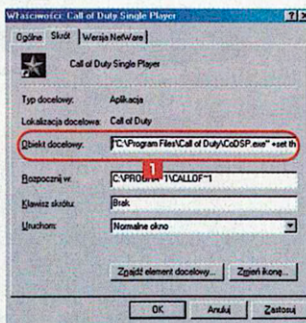 Właściwości: Call of Duty Single Player
Ogólne Skrót Wersja NetWare
Call of Duty Single Player
Typ docelowy: Aplikacja
Lokalizacja docelowa: Call of Duty
Obiekt docelowy: "C:\Program Files\Call of Duty\CoDSP.exe" +set th
1
Rozpocznij w: C:\PROGRA~1\CALLOF~1
Klawisz skrótu: Brak
Uruchom: Normalne okno
Znajdź element docelowy... Zmień ikonę...
OK Anuluj Zastosuj